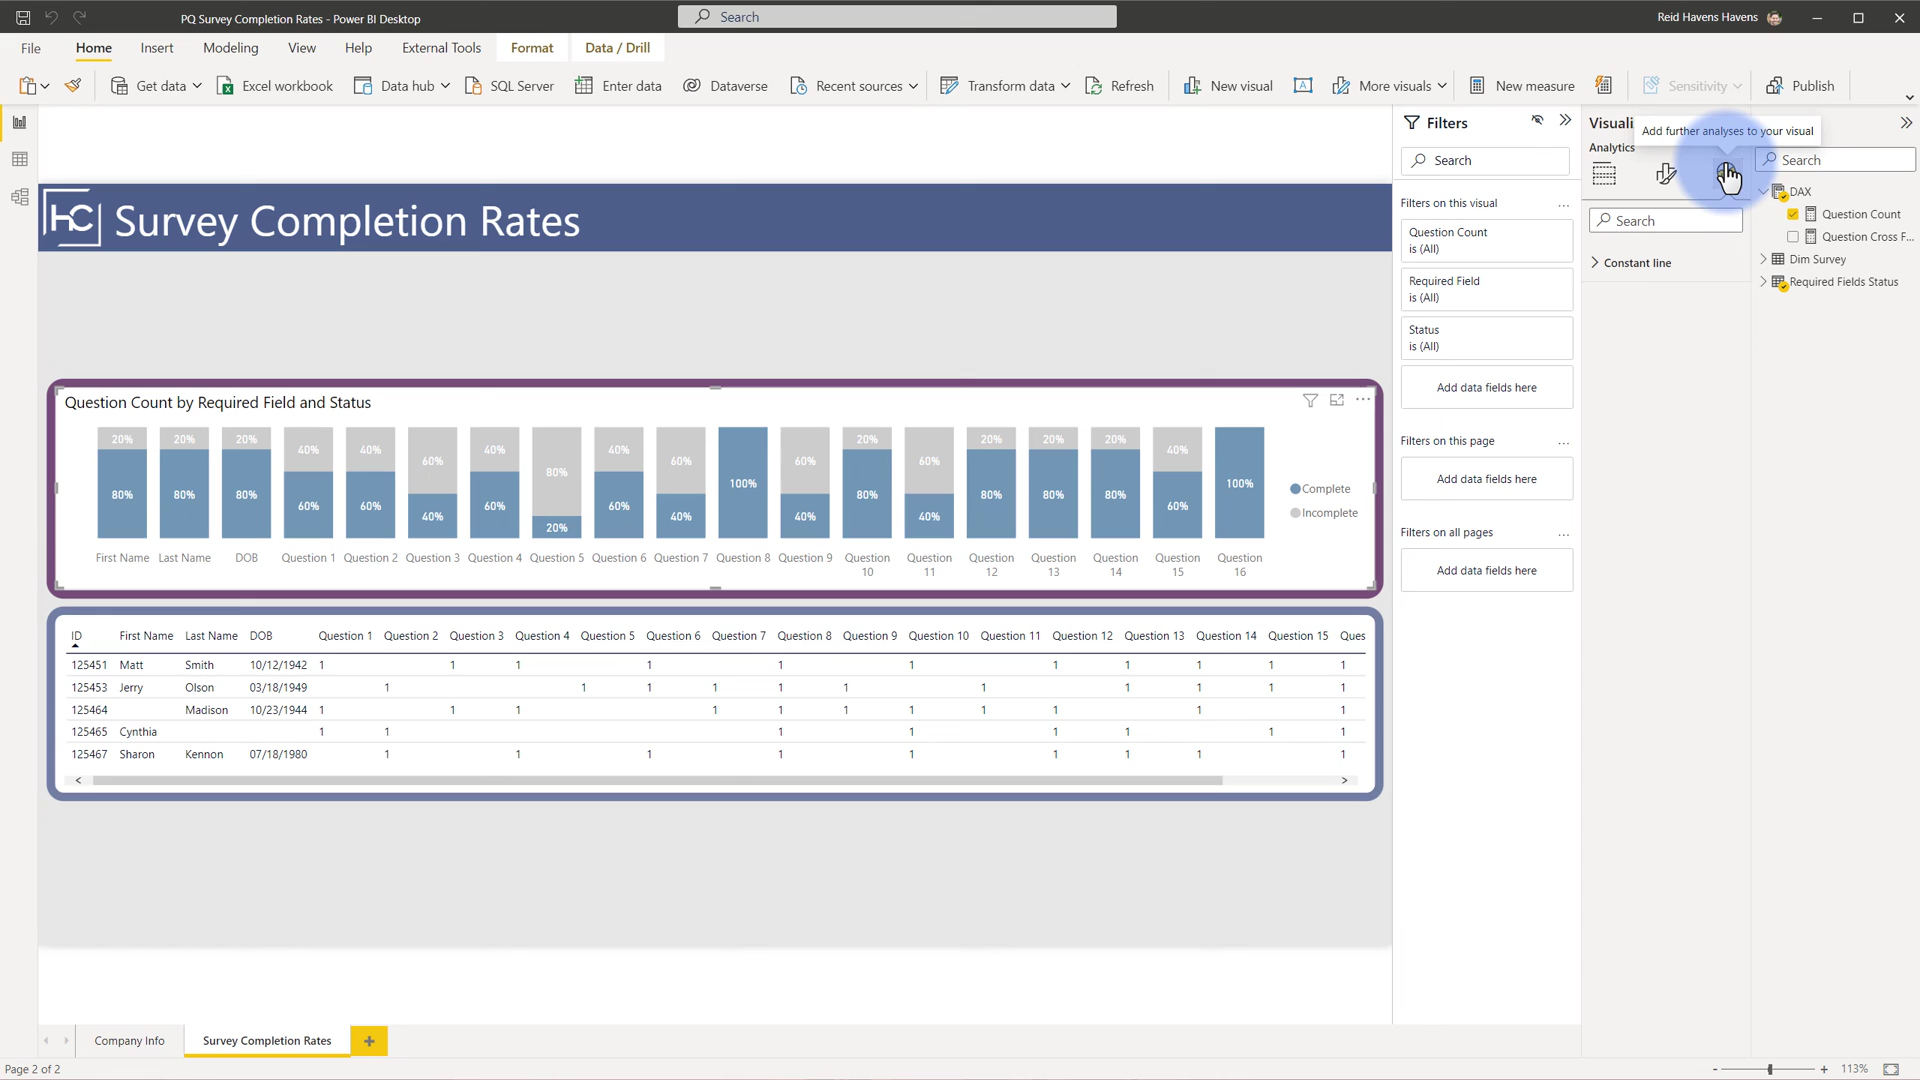 PQ Survey Completion Rates - Power BI Desktop
Search
Reid Havens Havens
File
Home
Insert
Modeling
View
Help
External Tools
Format
Data / Drill
Get data
Excel workbook
Data hub
SQL Server
Enter data
Dataverse
Recent sources
Transform data
Refresh
New visual
More visuals
New measure
Sensitivity
Publish
HC
Survey Completion Rates
Question Count by Required Field and Status
20% 20% 20% 40% 40% 60% 40% 80% 40% 60% 60% 20% 60% 20% 20% 20% 40%
80% 80% 80% 60% 60% 40% 60% 20% 60% 40% 100% 40% 80% 40% 80% 80% 80% 60% 100%
Complete
Incomplete
First Name Last Name DOB Question 1 Question 2 Question 3 Question 4 Question 5 Question 6 Question 7 Question 8 Question 9 Question 10 Question 11 Question 12 Question 13 Question 14 Question 15 Question 16
ID First Name Last Name DOB Question 1 Question 2 Question 3 Question 4 Question 5 Question 6 Question 7 Question 8 Question 9 Question 10 Question 11 Question 12 Question 13 Question 14 Question 15 Ques
125451 Matt Smith 10/12/1942 1 1 1 1 1 1 1 1 1 1 1
125453 Jerry Olson 03/18/1949 1 1 1 1 1 1 1 1 1 1 1
125464 Madison 10/23/1944 1 1 1 1 1 1 1 1 1 1 1
125465 Cynthia 1 1 1 1 1 1 1 1
125467 Sharon Kennon 07/18/1980 1 1 1 1 1 1 1 1 1
Filters
Search
Filters on this visual
...
Question Count
is (All)
Required Field
is (All)
Status
is (All)
Add data fields here
Filters on this page
...
Add data fields here
Filters on all pages
...
Add data fields here
Visuali
Add further analyses to your visual
Analytics
Search
Constant line
Search
DAX
Question Count
Question Cross F...
Dim Survey
Required Fields Status
Company Info
Survey Completion Rates
Page 2 of 2
- + 113%